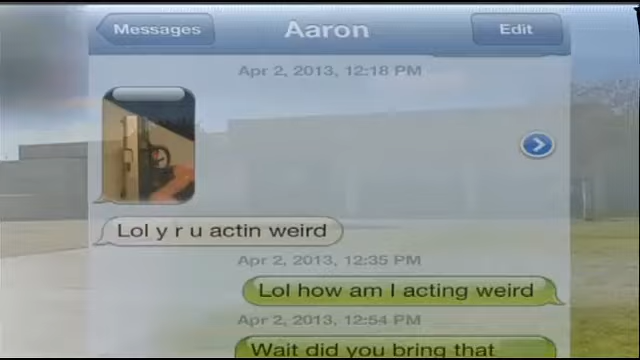 Messages
Aaron
Edit
Apr 2, 2013, 12:18 PM
Lol y r u actin weird
Apr 2, 2013, 12:35 PM
Lol how am I acting weird
Apr 2, 2013, 12:54 PM
Wait did you bring that